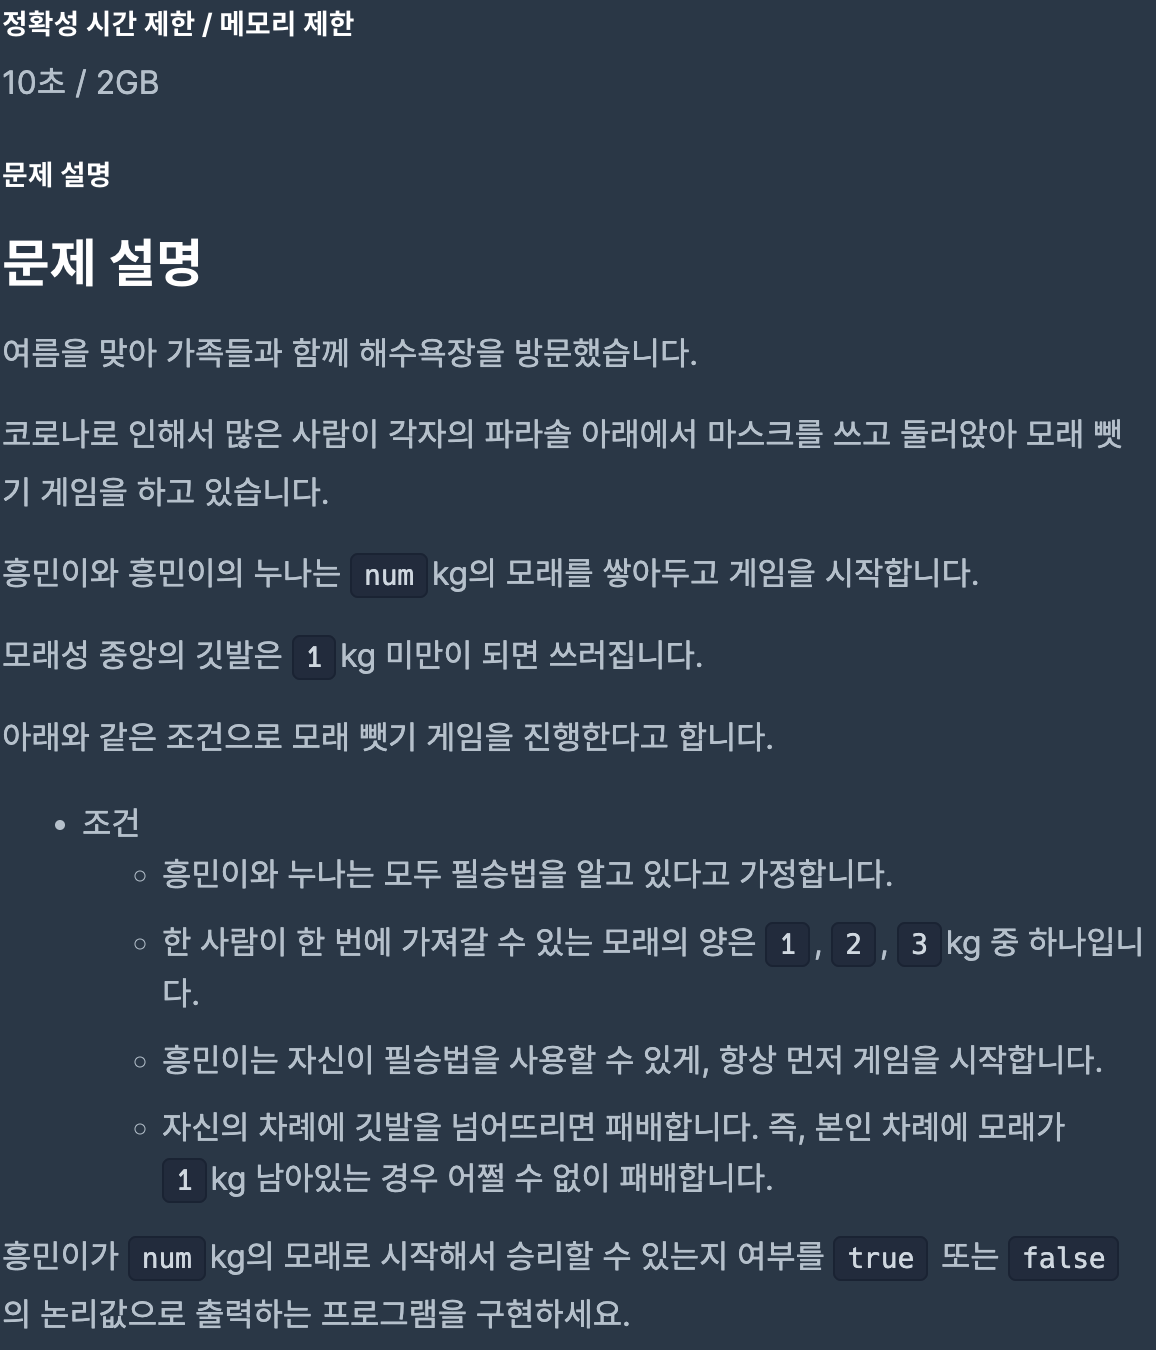 정확성 시간 제한 / 메모리 제한
10초 / 2GB
문제 설명
문제 설명
여름을 맞아 가족들과 함께 해수욕장을 방문했습니다.
코로나로 인해서 많은 사람이 각자의 파라솔 아래에서 마스크를 쓰고 둘러앉아 모래 뺏
기 게임을 하고 있습니다.
흥민이와 흥민이의 누나는 num kg의 모래를 쌓아두고 게임을 시작합니다.
모래성 중앙의 깃발은 1 kg 미만이 되면 쓰러집니다.
아래와 같은 조건으로 모래 뺏기 게임을 진행한다고 합니다.
• 조건
◦ 흥민이와 누나는 모두 필승법을 알고 있다고 가정합니다.
◦ 한 사람이 한 번에 가져갈 수 있는 모래의 양은 1 , 2 , 3 kg 중 하나입니
다.
◦ 흥민이는 자신이 필승법을 사용할 수 있게, 항상 먼저 게임을 시작합니다.
◦ 자신의 차례에 깃발을 넘어뜨리면 패배합니다. 즉, 본인 차례에 모래가
1 kg 남아있는 경우 어쩔 수 없이 패배합니다.
흥민이가 num kg의 모래로 시작해서 승리할 수 있는지 여부를 true 또는 false
의 논리값으로 출력하는 프로그램을 구현하세요.